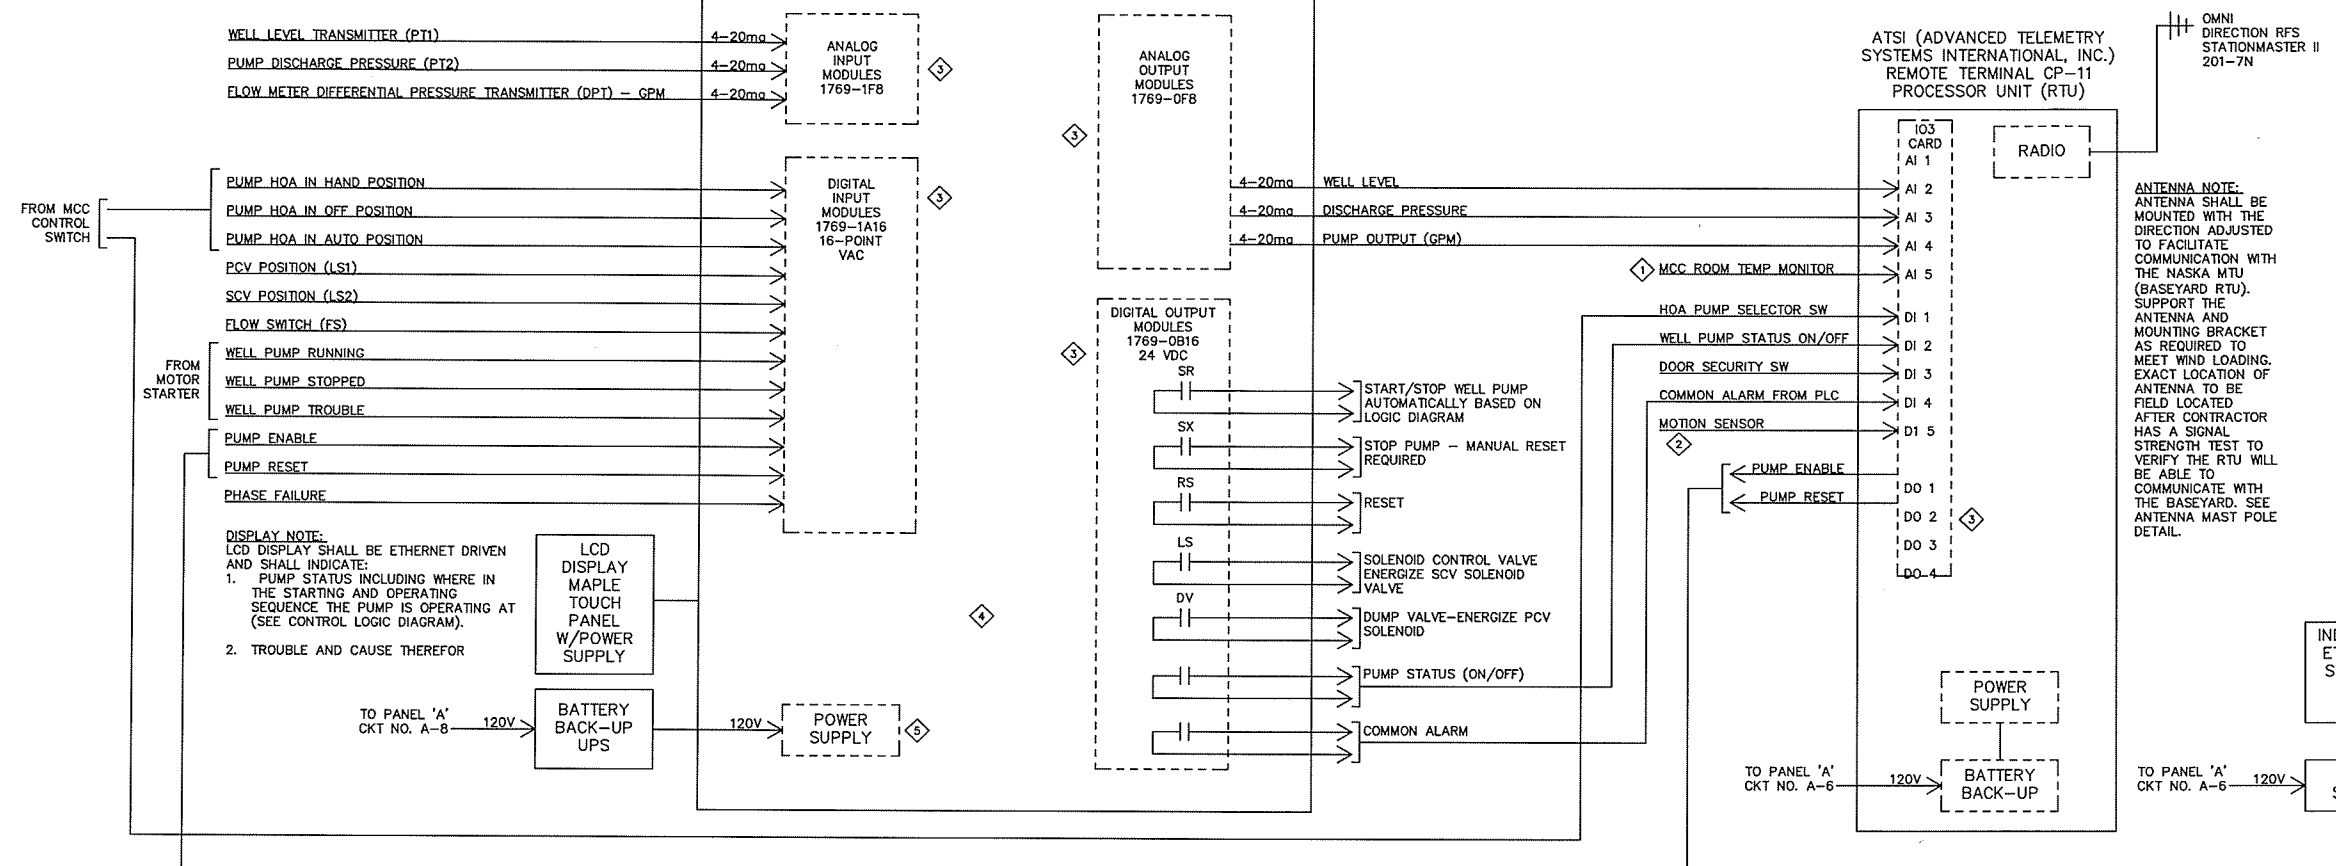 WELL LEVEL TRANSMITTER (PT1)
4-20ma
PUMP DISCHARGE PRESSURE (PT2)
4-20ma
FLOW METER DIFFERENTIAL PRESSURE TRANSMITTER (DPT) - GPM
4-20ma
ANALOG
INPUT
MODULES
1769-1F8
3
FROM MCC
CONTROL
SWITCH
PUMP HOA IN HAND POSITION
PUMP HOA IN OFF POSITION
PUMP HOA IN AUTO POSITION
PCV POSITION (LS1)
SCV POSITION (LS2)
FLOW SWITCH (FS)
FROM
MOTOR
STARTER
WELL PUMP RUNNING
WELL PUMP STOPPED
WELL PUMP TROUBLE
PUMP ENABLE
PUMP RESET
PHASE FAILURE
DIGITAL
INPUT
MODULES
1769-1A16
16-POINT
VAC
3
DISPLAY NOTE:
LCD DISPLAY SHALL BE ETHERNET DRIVEN
AND SHALL INDICATE:
1. PUMP STATUS INCLUDING WHERE IN
THE STARTING AND OPERATING
SEQUENCE THE PUMP IS OPERATING AT
(SEE CONTROL LOGIC DIAGRAM).
2. TROUBLE AND CAUSE THEREFOR
LCD
DISPLAY
MAPLE
TOUCH
PANEL
W/POWER
SUPPLY
TO PANEL 'A'
CKT NO. A-8
120V
BATTERY
BACK-UP
UPS
120V
POWER
SUPPLY
5
4
ANALOG
OUTPUT
MODULES
1769-0F8
3
4-20ma WELL LEVEL
4-20ma DISCHARGE PRESSURE
4-20ma PUMP OUTPUT (GPM)
1 MCC ROOM TEMP MONITOR
HOA PUMP SELECTOR SW
WELL PUMP STATUS ON/OFF
DOOR SECURITY SW
COMMON ALARM FROM PLC
MOTION SENSOR
2
PUMP ENABLE
PUMP RESET
DIGITAL OUTPUT
MODULES
1769-0B16
24 VDC
3
SR
START/STOP WELL PUMP
AUTOMATICALLY BASED ON
LOGIC DIAGRAM
SX
STOP PUMP - MANUAL RESET
REQUIRED
RS
RESET
LS
SOLENOID CONTROL VALVE
ENERGIZE SCV SOLENOID
VALVE
DV
DUMP VALVE-ENERGIZE PCV
SOLENOID
PUMP STATUS (ON/OFF)
COMMON ALARM
ATSI (ADVANCED TELEMETRY
SYSTEMS INTERNATIONAL, INC.)
REMOTE TERMINAL CP-11
PROCESSOR UNIT (RTU)
IO3
CARD
AI 1
AI 2
AI 3
AI 4
AI 5
DI 1
DI 2
DI 3
DI 4
D1 5
DO 1
DO 2
DO 3
DO 4
3
RADIO
POWER
SUPPLY
BATTERY
BACK-UP
TO PANEL 'A'
CKT NO. A-6
120V
OMNI
DIRECTION RFS
STATIONMASTER II
201-7N
ANTENNA NOTE:
ANTENNA SHALL BE
MOUNTED WITH THE
DIRECTION ADJUSTED
TO FACILITATE
COMMUNICATION WITH
THE NASKA MTU
(BASEYARD RTU).
SUPPORT THE
ANTENNA AND
MOUNTING BRACKET
AS REQUIRED TO
MEET WIND LOADING.
EXACT LOCATION OF
ANTENNA TO BE
FIELD LOCATED
AFTER CONTRACTOR
HAS A SIGNAL
STRENGTH TEST TO
VERIFY THE RTU WILL
BE ABLE TO
COMMUNICATE WITH
THE BASEYARD. SEE
ANTENNA MAST POLE
DETAIL.
TO PANEL 'A'
CKT NO. A-6
120V